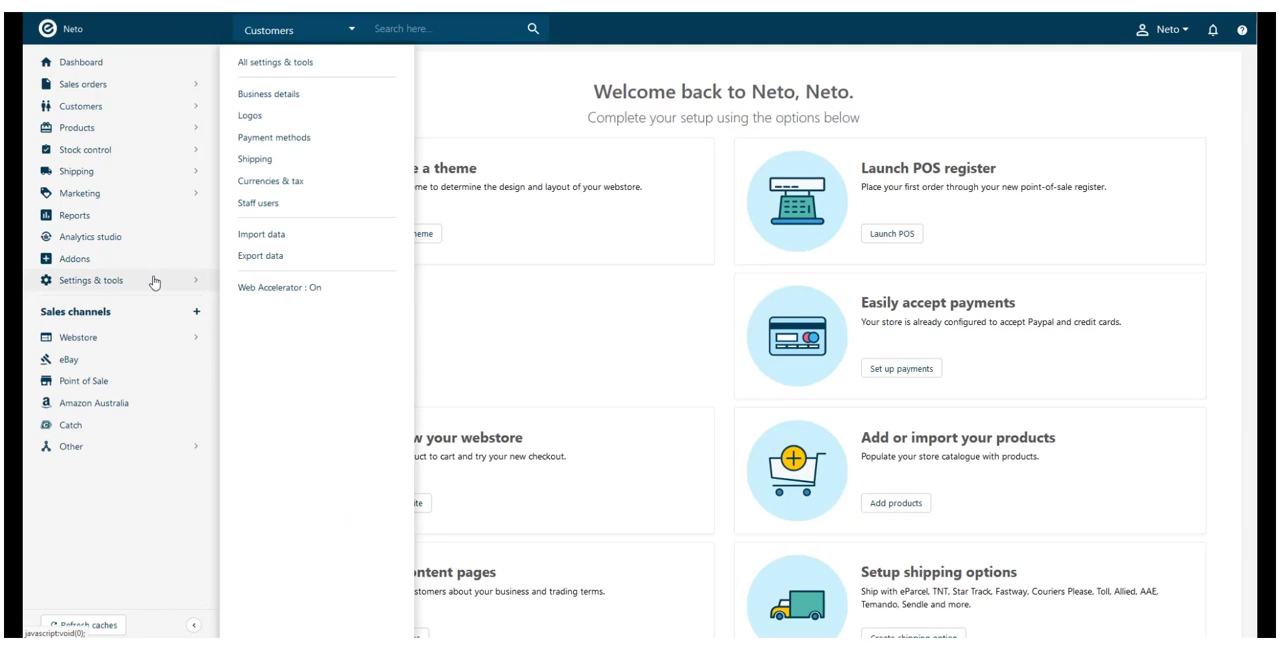 Neto
Customers
Search here...
Neto
Dashboard
Sales orders
Customers
Products
Stock control
Shipping
Marketing
Reports
Analytics studio
Addons
Settings & tools
Sales channels
Webstore
eBay
Point of Sale
Amazon Australia
Catch
Other
Refresh caches
javascript:void(0);
All settings & tools
Business details
Logos
Payment methods
Shipping
Currencies & tax
Staff users
Import data
Export data
Web Accelerator : On
Welcome back to Neto, Neto.
Complete your setup using the options below
a theme
to determine the design and layout of your webstore.
Launch POS register
Place your first order through your new point-of-sale register.
Launch POS
Easily accept payments
Your store is already configured to accept Paypal and credit cards.
Set up payments
your webstore
to cart and try your new checkout.
Add or import your products
Populate your store catalogue with products.
Add products
pages
about your business and trading terms.
Setup shipping options
Ship with eParcel, TNT, Star Track, Fastway, Couriers Please, Toll, Allied, AAE,
Temando, Sendle and more.
Create shipping option